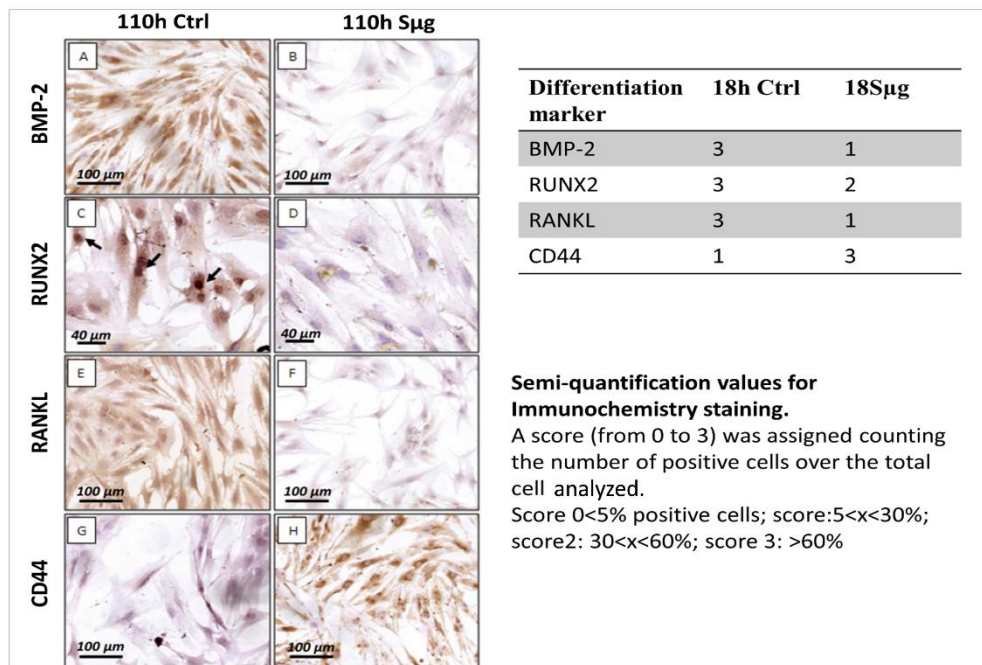 110h Ctrl 110h Sµg
BMP-2
A
100 µm
B
100 µm
RUNX2
C
40 µm
D
40 µm
RANKL
E
100 µm
F
100 µm
CD44
G
100 µm
H
100 µm
Differentiation marker 18h Ctrl 18Sµg
BMP-2 3 1
RUNX2 3 2
RANKL 3 1
CD44 1 3
Semi-quantification values for
Immunochemistry staining.
A score (from 0 to 3) was assigned counting
the number of positive cells over the total
cell analyzed.
Score 0<5% positive cells; score:5<x<30%;
score2: 30<x<60%; score 3: >60%